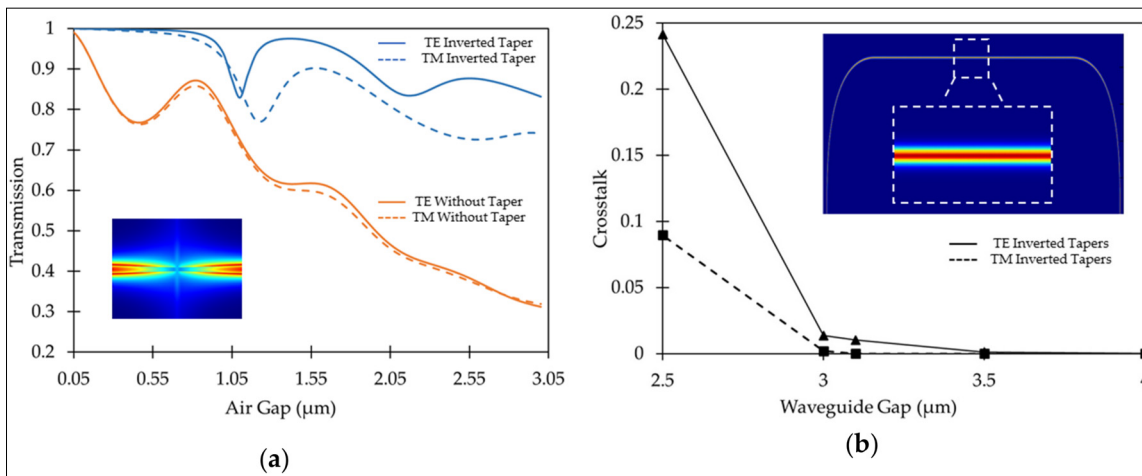 1
0.9
0.8
0.7
0.6
0.5
0.4
0.3
0.2
Transmission
TE Inverted Taper
TM Inverted Taper
TE Without Taper
TM Without Taper
0.05 0.55 1.05 1.55 2.05 2.55 3.05
Air Gap (μm)
(a)
0.25
0.20
0.15
0.10
0.05
0
Crosstalk
TE Inverted Tapers
TM Inverted Tapers
2.5 3 3.5 4
Waveguide Gap (μm)
(b)